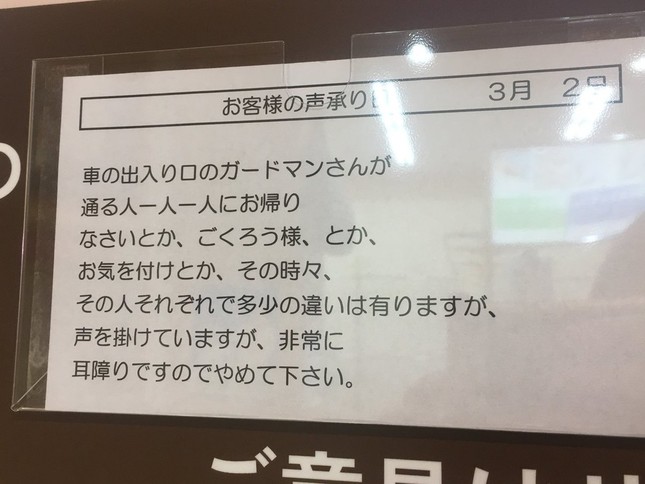 お客様の声承り日 3月 2日
車の出入り口のガードマンさんが
通る人一人一人にお帰り
なさいとか、ごくろう様、とか、
お気を付けとか、その時々、
その人それぞれで多少の違いは有りますが、
声を掛けていますが、非常に
耳障りですのでやめて下さい。
ご意見は